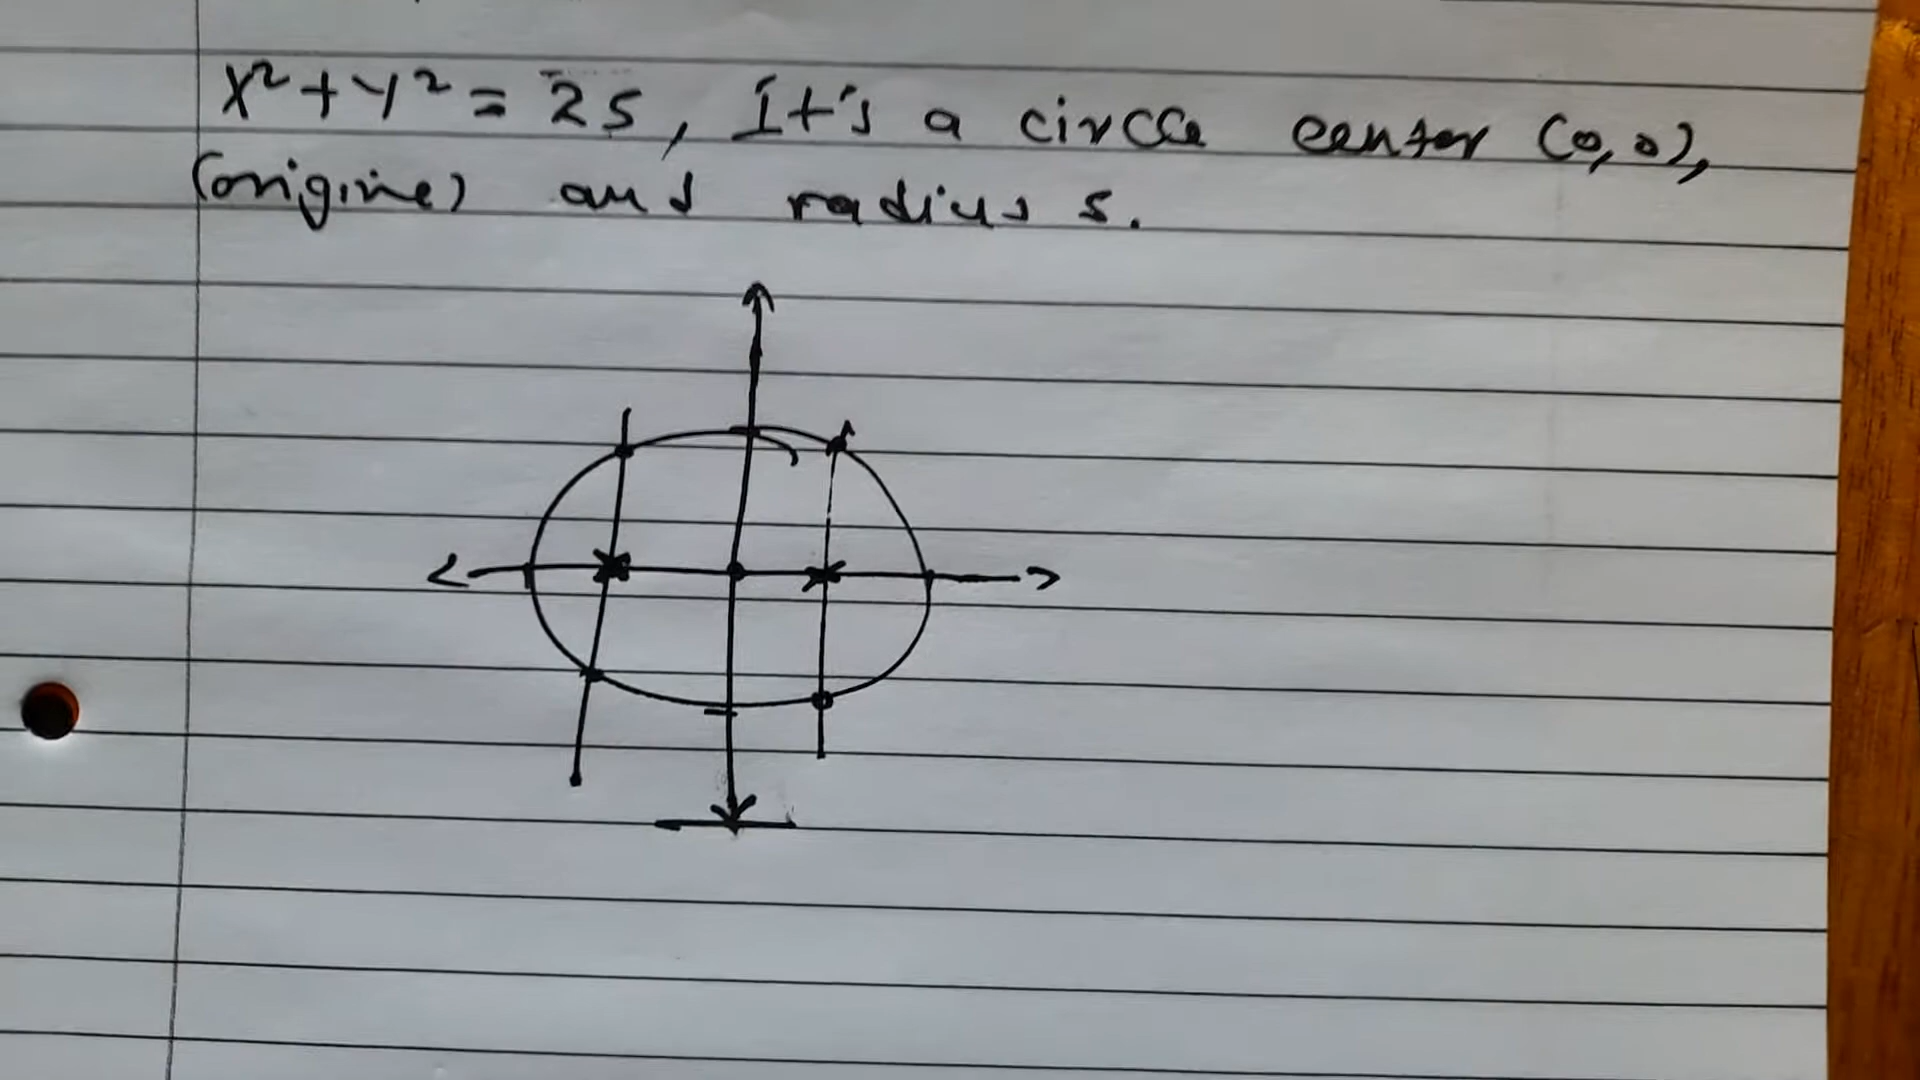 x² + y² = 25, It's a circle center (0,0),
(origine) and radius 5.